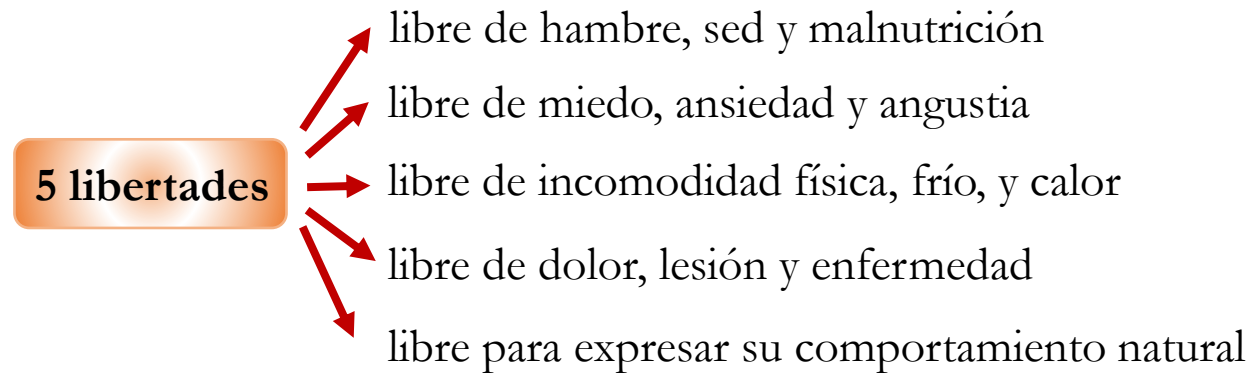 libre de hambre, sed y malnutrición
libre de miedo, ansiedad y angustia
5 libertades
libre de incomodidad física, frío, y calor
libre de dolor, lesión y enfermedad
libre para expresar su comportamiento natural